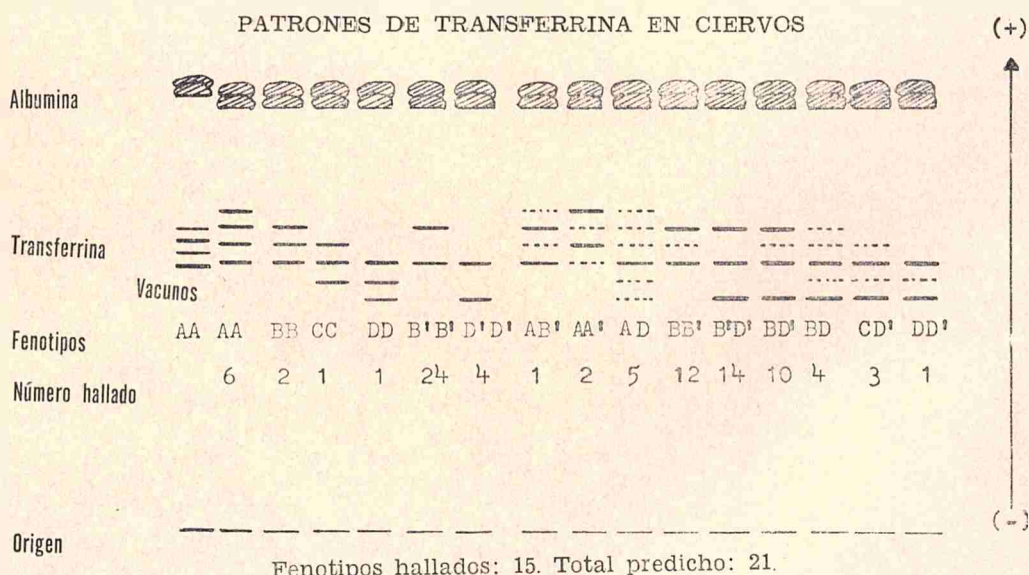 PATRONES DE TRANSFERRINA EN CIERVOS
(+)
Albumina
Transferrina
Vacunos
Fenotipos AA AA BB CC DD B'B' D'D' AB' AA' AD BB' B'D' BD' BD CD' DD'
Número hallado 6 2 1 1 24 4 1 2 5 12 14 10 4 3 1
(-)
Origen
Fenotipos hallados: 15. Total predicho: 21.